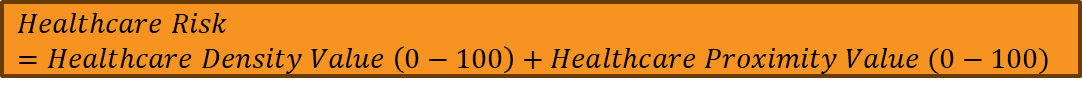 Healthcare Risk
= Healthcare Density Value (0 − 100) + Healthcare Proximity Value (0 − 100)